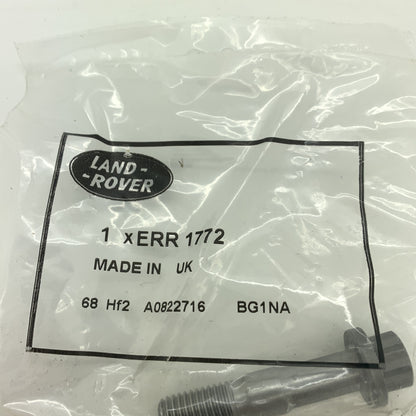 LAND-
-ROVER
1 xERR 1772
MADE IN UK
68 Hf2 A0822716 BG1NA